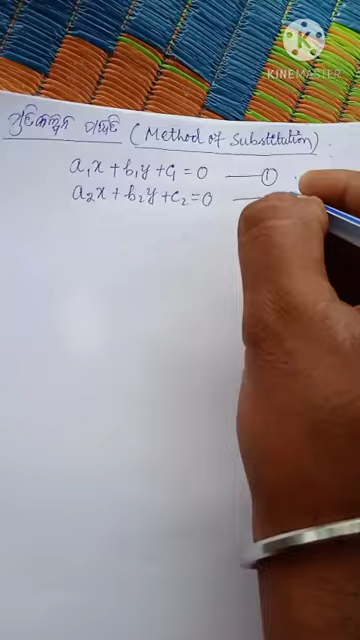 KINEMASTER
ପ୍ରତିକଳ୍ପନ ପଦ୍ଧତି (Method of Substitution) :
a₁x + b₁y + c₁ = 0 —— ①
a₂x + b₂y + c₂ = 0 ——